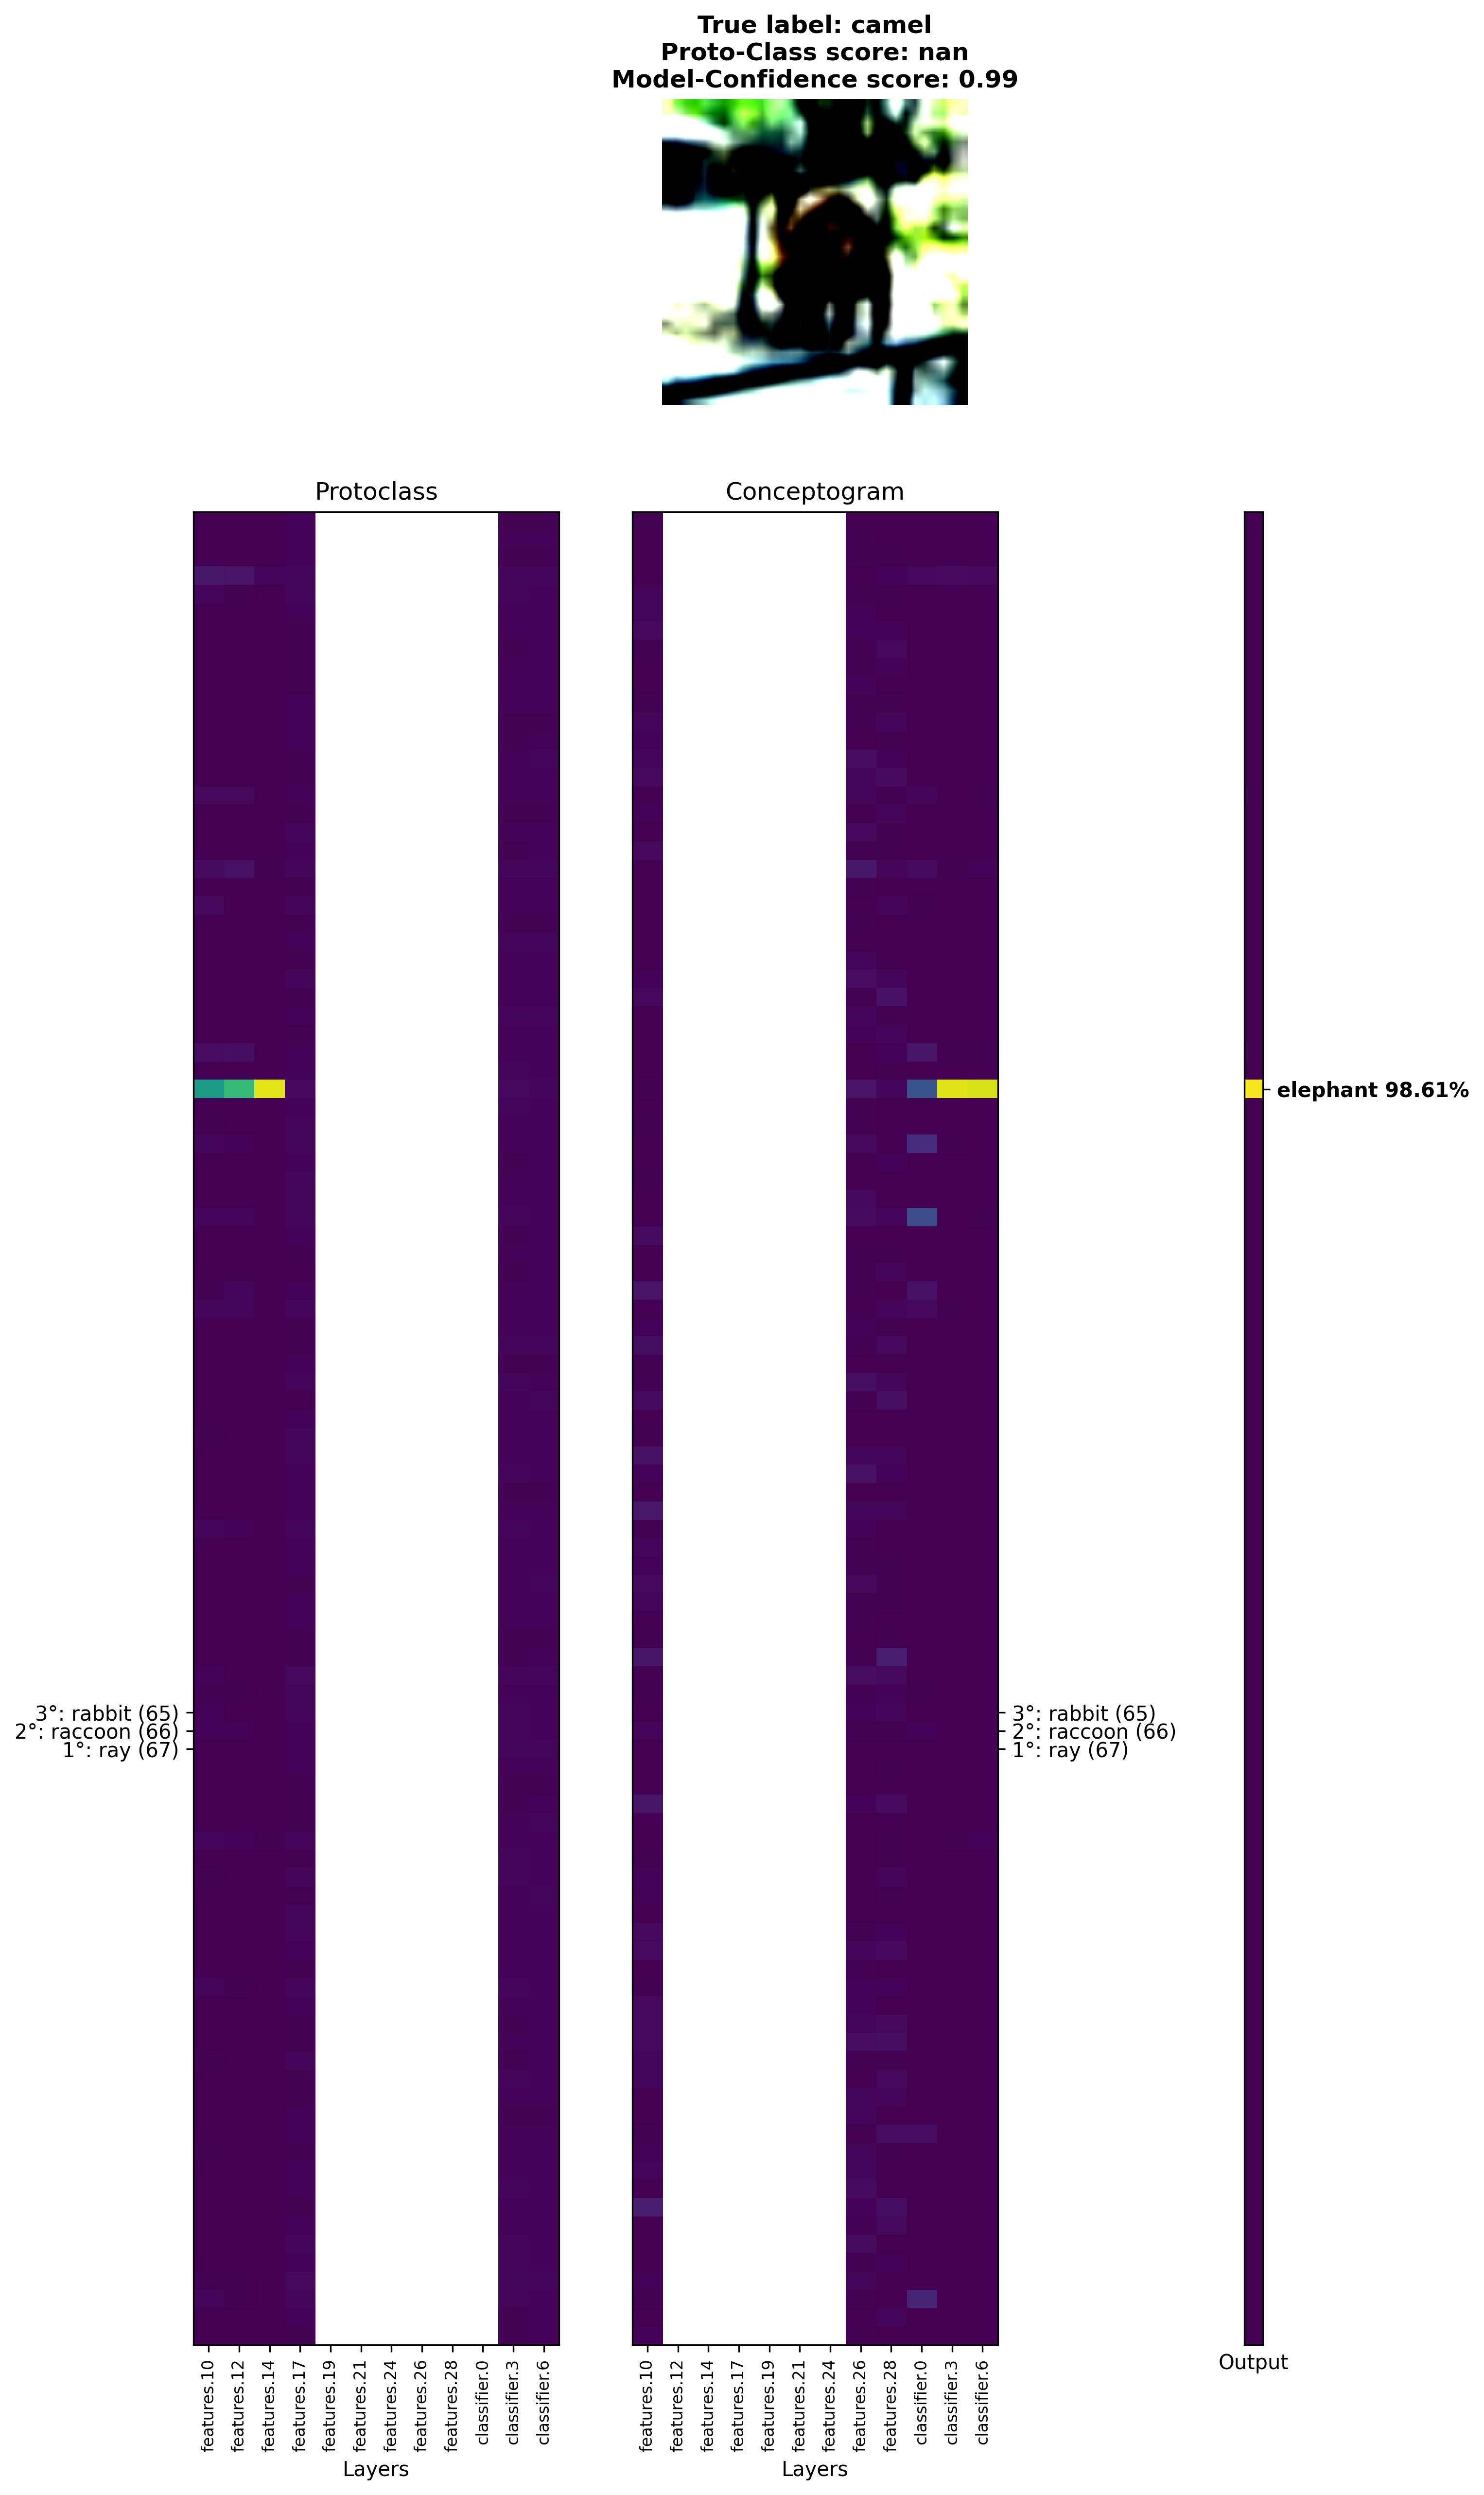 True label: camel
Proto-Class score: nan
Model-Confidence score: 0.99
Protoclass
Conceptogram
elephant 98.61%
3°: rabbit (65)
2°: raccoon (66)
1°: ray (67)
3°: rabbit (65)
2°: raccoon (66)
1°: ray (67)
features.10
features.12
features.14
features.17
features.19
features.21
features.24
features.26
features.28
classifier.0
classifier.3
classifier.6
Layers
features.10
features.12
features.14
features.17
features.19
features.21
features.24
features.26
features.28
classifier.0
classifier.3
classifier.6
Layers
Output